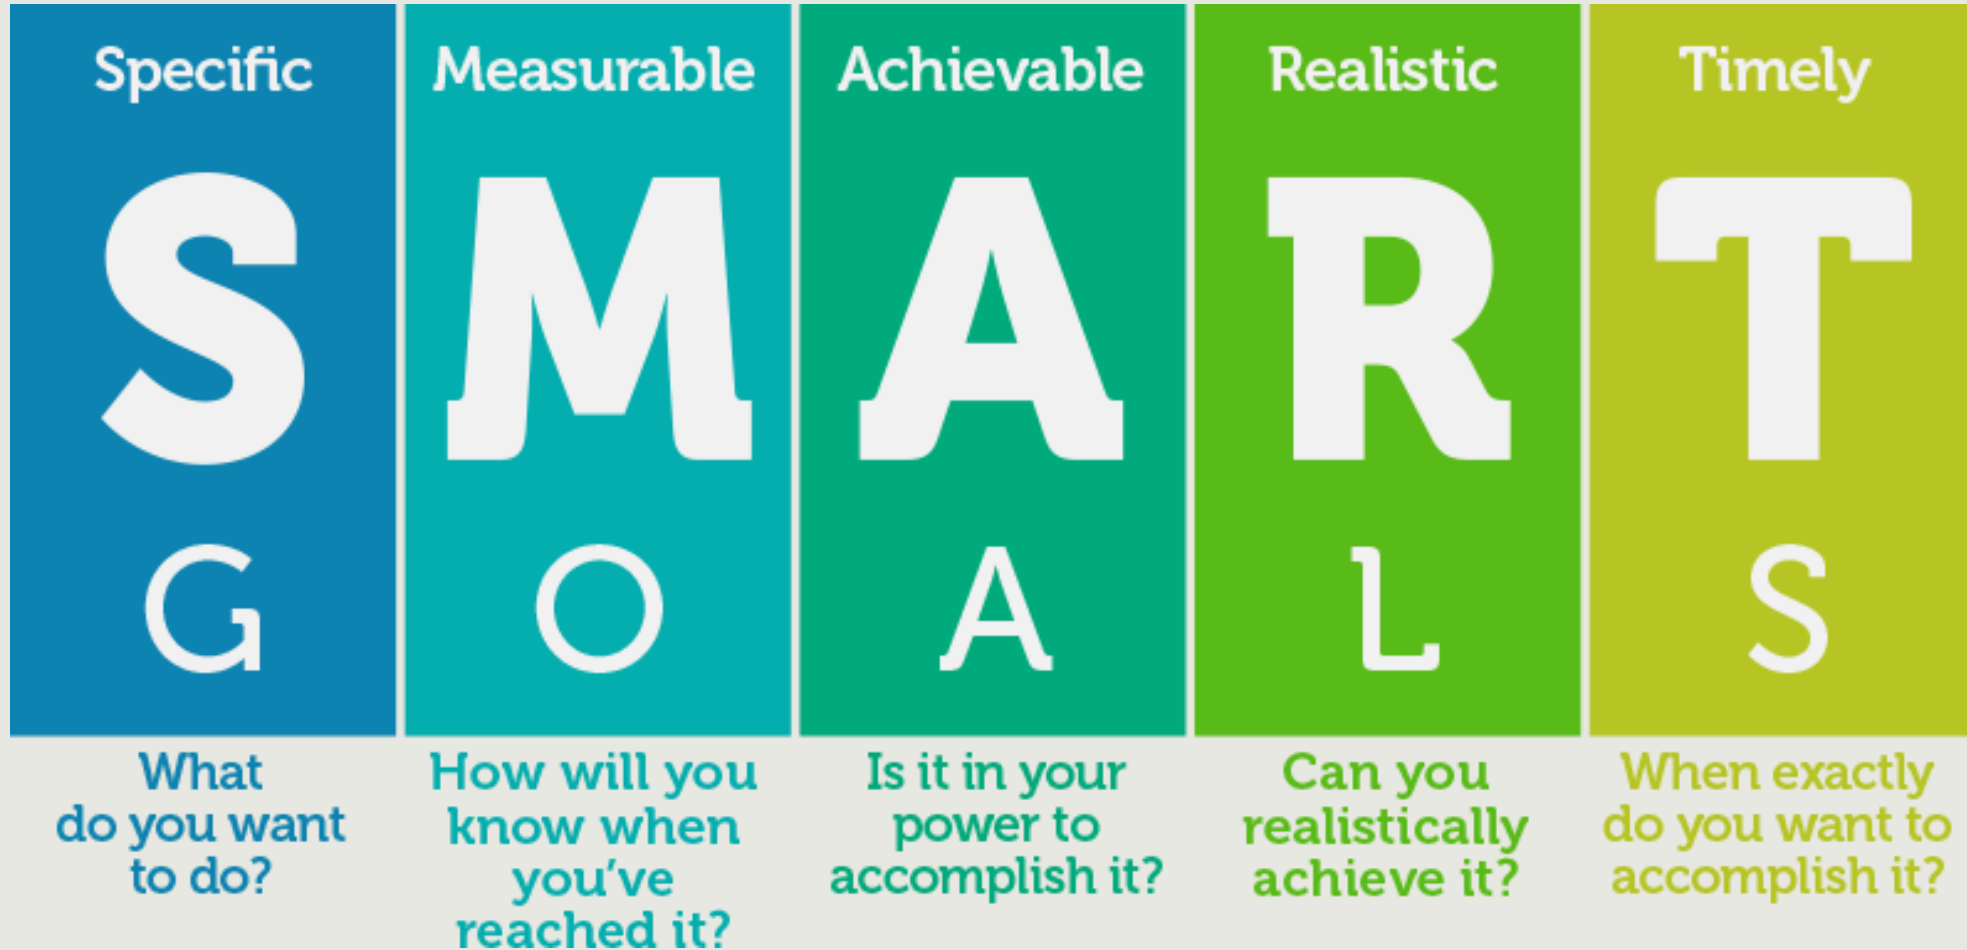 Specific
Measurable
Achievable
Realistic
Timely
S M A R T
G O A L S
What
do you want
to do?
How will you
know when
you've
reached it?
Is it in your
power to
accomplish it?
Can you
realistically
achieve it?
When exactly
do you want to
accomplish it?